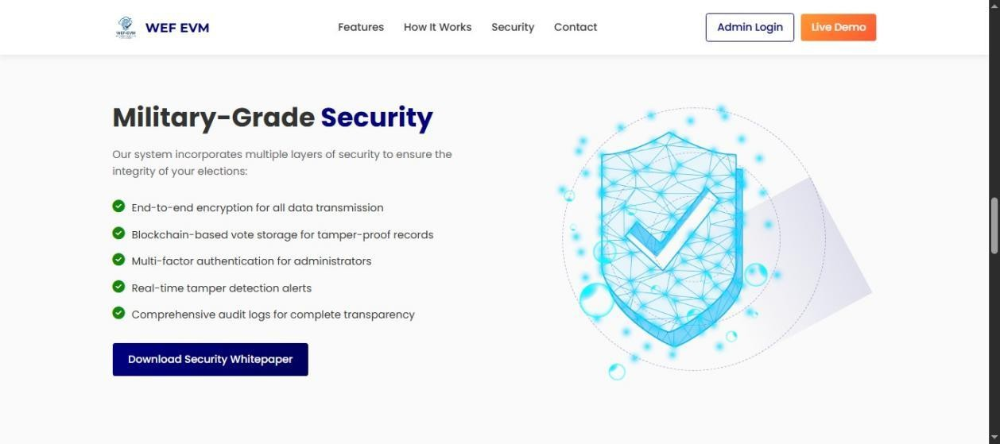 WEF-EVM
WEF EVM
Features
How It Works
Security
Contact
Admin Login
Live Demo
Military-Grade Security
Our system incorporates multiple layers of security to ensure the
integrity of your elections:
End-to-end encryption for all data transmission
Blockchain-based vote storage for tamper-proof records
Multi-factor authentication for administrators
Real-time tamper detection alerts
Comprehensive audit logs for complete transparency
Download Security Whitepaper